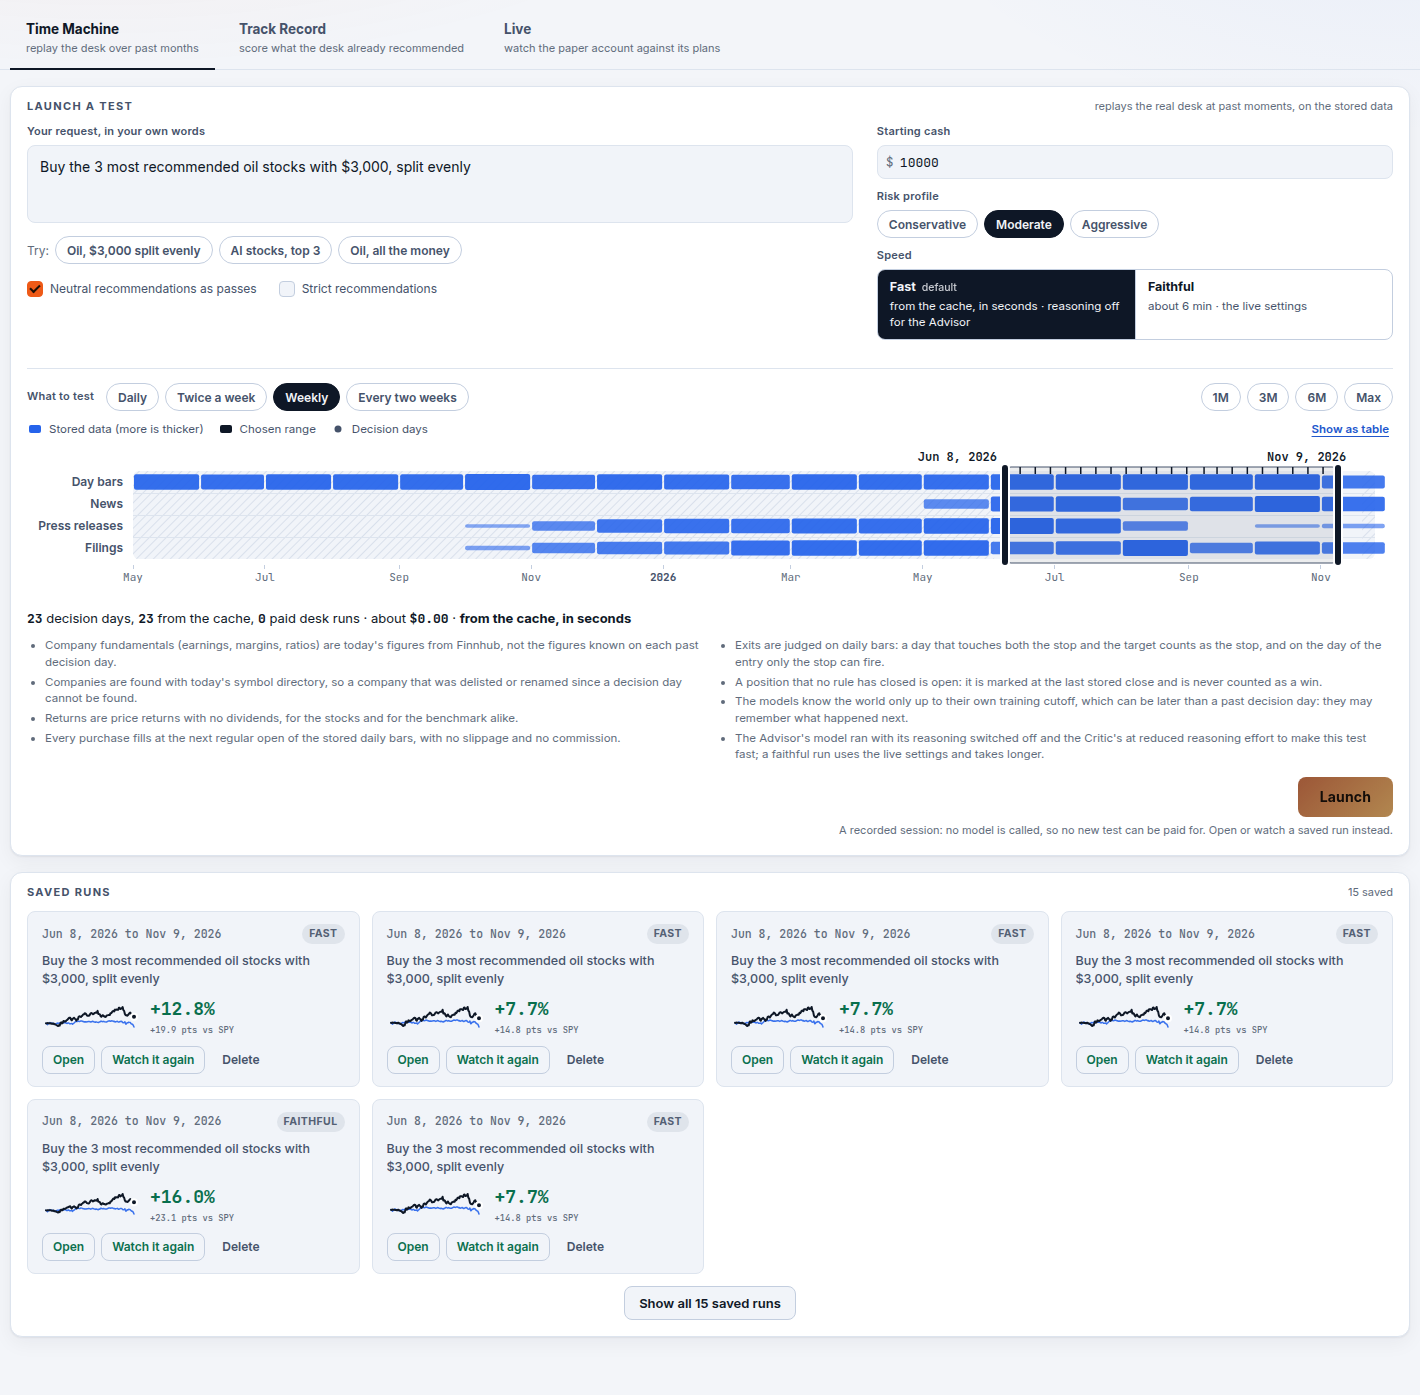 Time Machine
replay the desk over past months
Track Record
score what the desk already recommended
Live
watch the paper account against its plans
LAUNCH A TEST
replays the real desk at past moments, on the stored data
Your request, in your own words
Buy the 3 most recommended oil stocks with $3,000, split evenly
Try: Oil, $3,000 split evenly AI stocks, top 3 Oil, all the money
Neutral recommendations as passes Strict recommendations
Starting cash
$ 10000
Risk profile
Conservative Moderate Aggressive
Speed
Fast default
from the cache, in seconds · reasoning off
for the Advisor
Faithful
about 6 min · the live settings
What to test Daily Twice a week Weekly Every two weeks
1M 3M 6M Max
Stored data (more is thicker) Chosen range Decision days
Show as table
Jun 8, 2026 Nov 9, 2026
Day bars
News
Press releases
Filings
May Jul Sep Nov 2026 Mar May Jul Sep Nov
23 decision days, 23 from the cache, 0 paid desk runs · about $0.00 · from the cache, in seconds
Company fundamentals (earnings, margins, ratios) are today's figures from Finnhub, not the figures known on each past
decision day.
Companies are found with today's symbol directory, so a company that was delisted or renamed since a decision day
cannot be found.
Returns are price returns with no dividends, for the stocks and for the benchmark alike.
Every purchase fills at the next regular open of the stored daily bars, with no slippage and no commission.
Exits are judged on daily bars: a day that touches both the stop and the target counts as the stop, and on the day of the
entry only the stop can fire.
A position that no rule has closed is open: it is marked at the last stored close and is never counted as a win.
The models know the world only up to their own training cutoff, which can be later than a past decision day: they may
remember what happened next.
The Advisor's model ran with its reasoning switched off and the Critic's at reduced reasoning effort to make this test
fast; a faithful run uses the live settings and takes longer.
Launch
A recorded session: no model is called, so no new test can be paid for. Open or watch a saved run instead.
SAVED RUNS
15 saved
Jun 8, 2026 to Nov 9, 2026 FAST
Buy the 3 most recommended oil stocks with
$3,000, split evenly
+12.8%
+19.9 pts vs SPY
Open Watch it again Delete
Jun 8, 2026 to Nov 9, 2026 FAST
Buy the 3 most recommended oil stocks with
$3,000, split evenly
+7.7%
+14.8 pts vs SPY
Open Watch it again Delete
Jun 8, 2026 to Nov 9, 2026 FAST
Buy the 3 most recommended oil stocks with
$3,000, split evenly
+7.7%
+14.8 pts vs SPY
Open Watch it again Delete
Jun 8, 2026 to Nov 9, 2026 FAST
Buy the 3 most recommended oil stocks with
$3,000, split evenly
+7.7%
+14.8 pts vs SPY
Open Watch it again Delete
Jun 8, 2026 to Nov 9, 2026 FAITHFUL
Buy the 3 most recommended oil stocks with
$3,000, split evenly
+16.0%
+23.1 pts vs SPY
Open Watch it again Delete
Jun 8, 2026 to Nov 9, 2026 FAST
Buy the 3 most recommended oil stocks with
$3,000, split evenly
+7.7%
+14.8 pts vs SPY
Open Watch it again Delete
Show all 15 saved runs